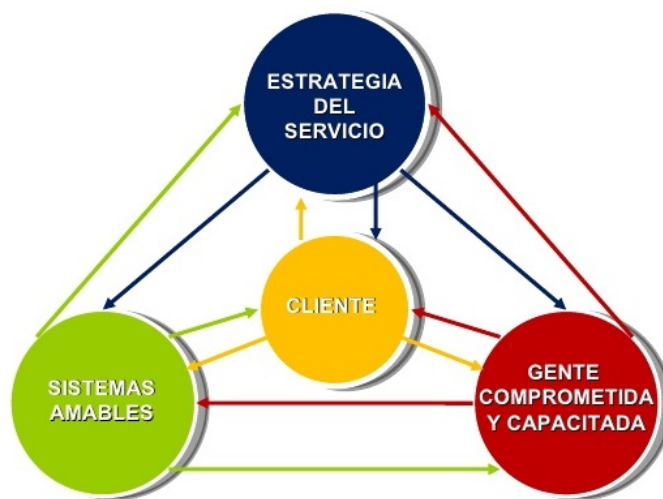 ESTRATEGIA
DEL
SERVICIO
CLIENTE
SISTEMAS
AMABLES
GENTE
COMPROMETIDA
Y CAPACITADA